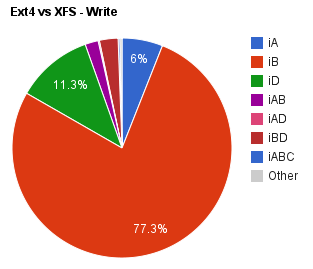 Ext4 vs XFS - Write
6%
11.3%
77.3%
iA
iB
iD
iAB
iAD
iBD
iABC
Other